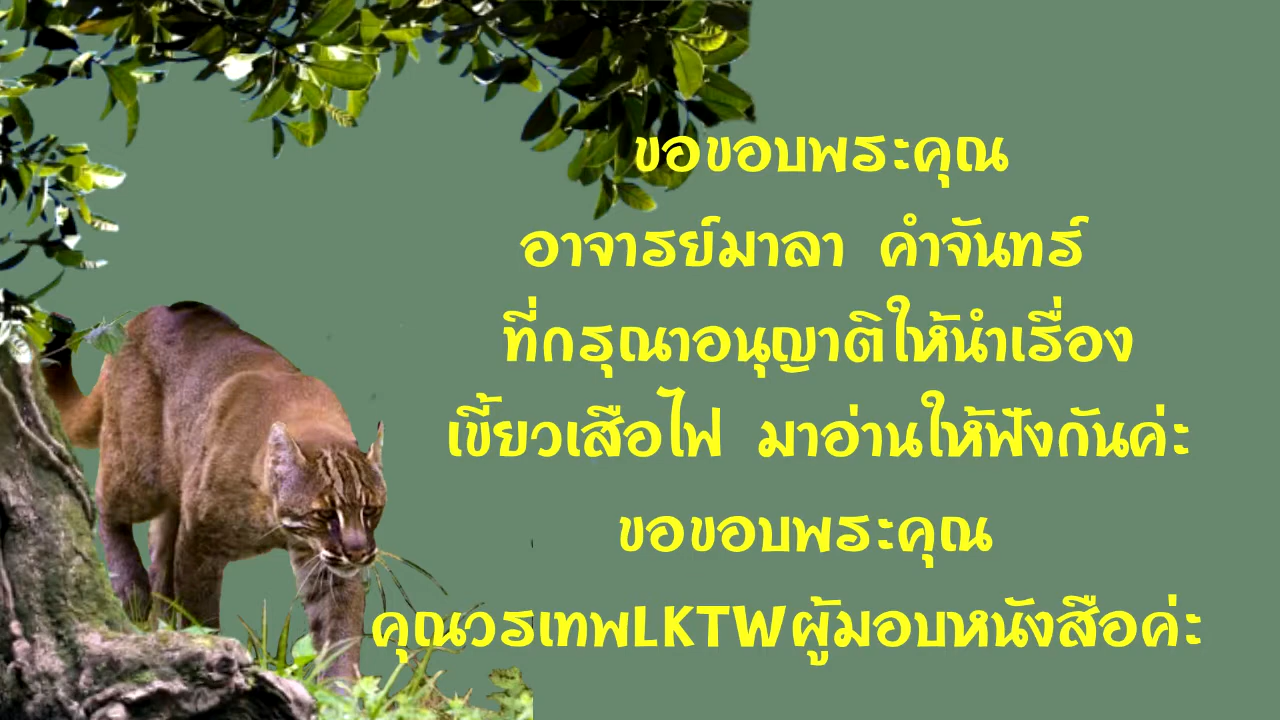 ขอขอบพระคุณ
อาจารย์มาลา คำจันทร์
ที่กรุณาอนุญาติให้นำเรื่อง
เขี้ยวเสือไฟ มาอ่านให้ฟังกันค่ะ
ขอขอบพระคุณ
คุณวรเทพLKTWผู้มอบหนังสือค่ะ